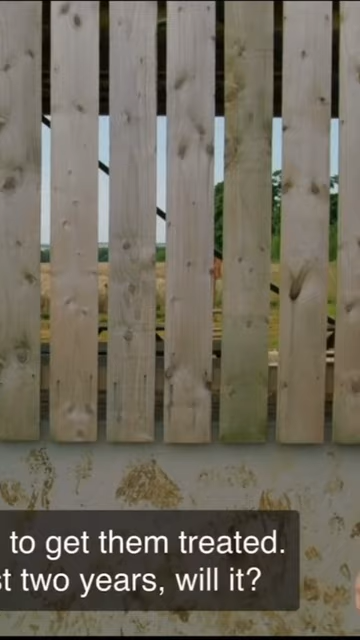 to get them treated.
two years, will it?